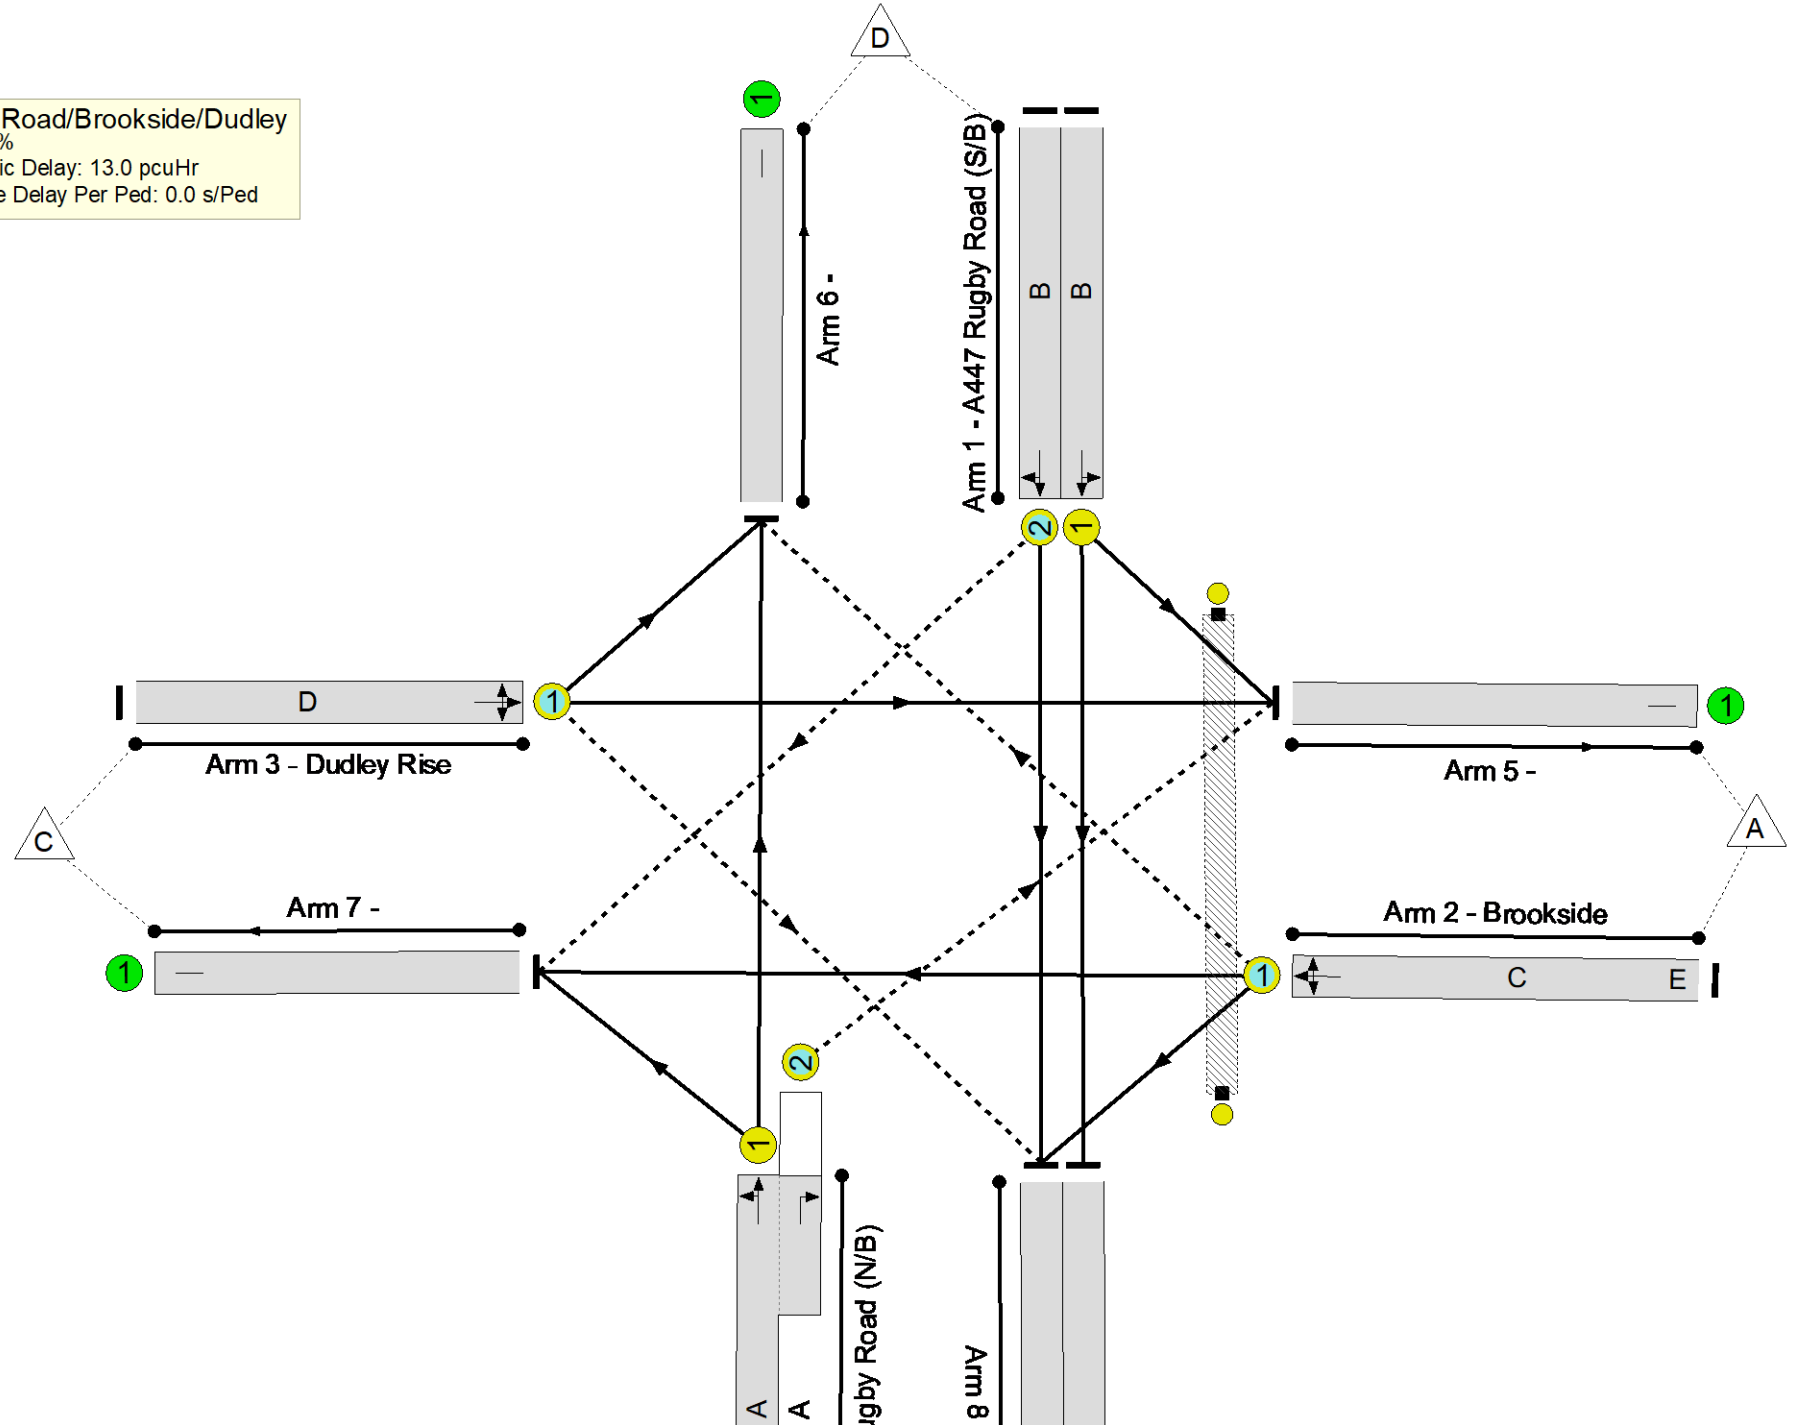 D
Road/Brookside/Dudley
%
ic Delay: 13.0 pcuHr
e Delay Per Ped: 0.0 s/Ped
1
Arm 6 -
Arm 1 - A447 Rugby Road (S/B)
B
B
2
1
D
1
Arm 3 - Dudley Rise
1
Arm 5 -
C
A
Arm 7 -
1
Arm 2 - Brookside
1
C
E
2
1
A
A
ugby Road (N/B)
Arm 8